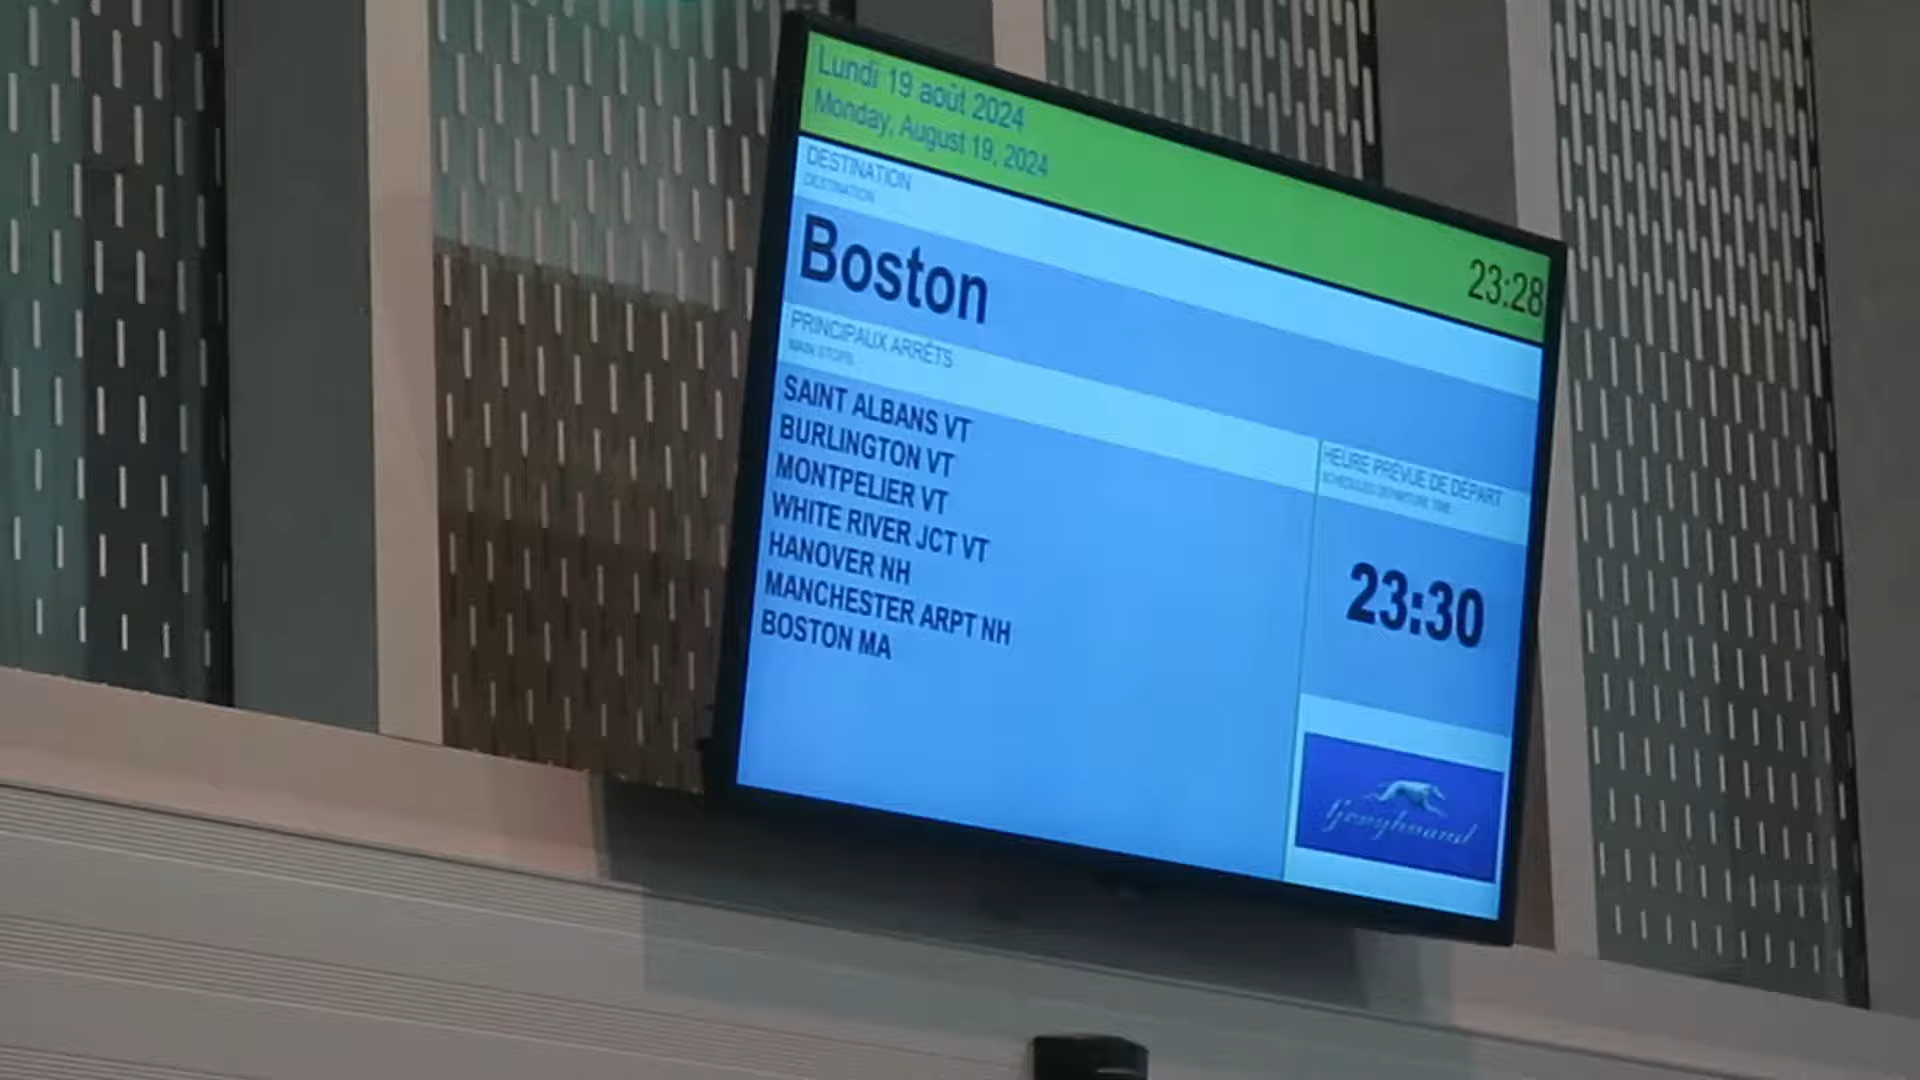 Lundi 19 août 2024
Monday, August 19, 2024
23:28
DESTINATION
DESTINATION
Boston
PRINCIPAUX ARRÊTS
MAIN STOPS
SAINT ALBANS VT
BURLINGTON VT
MONTPELIER VT
WHITE RIVER JCT VT
HANOVER NH
MANCHESTER ARPT NH
BOSTON MA
HEURE PRÉVUE DE DÉPART
SCHEDULED DEPARTURE TIME
23:30
Greyhound